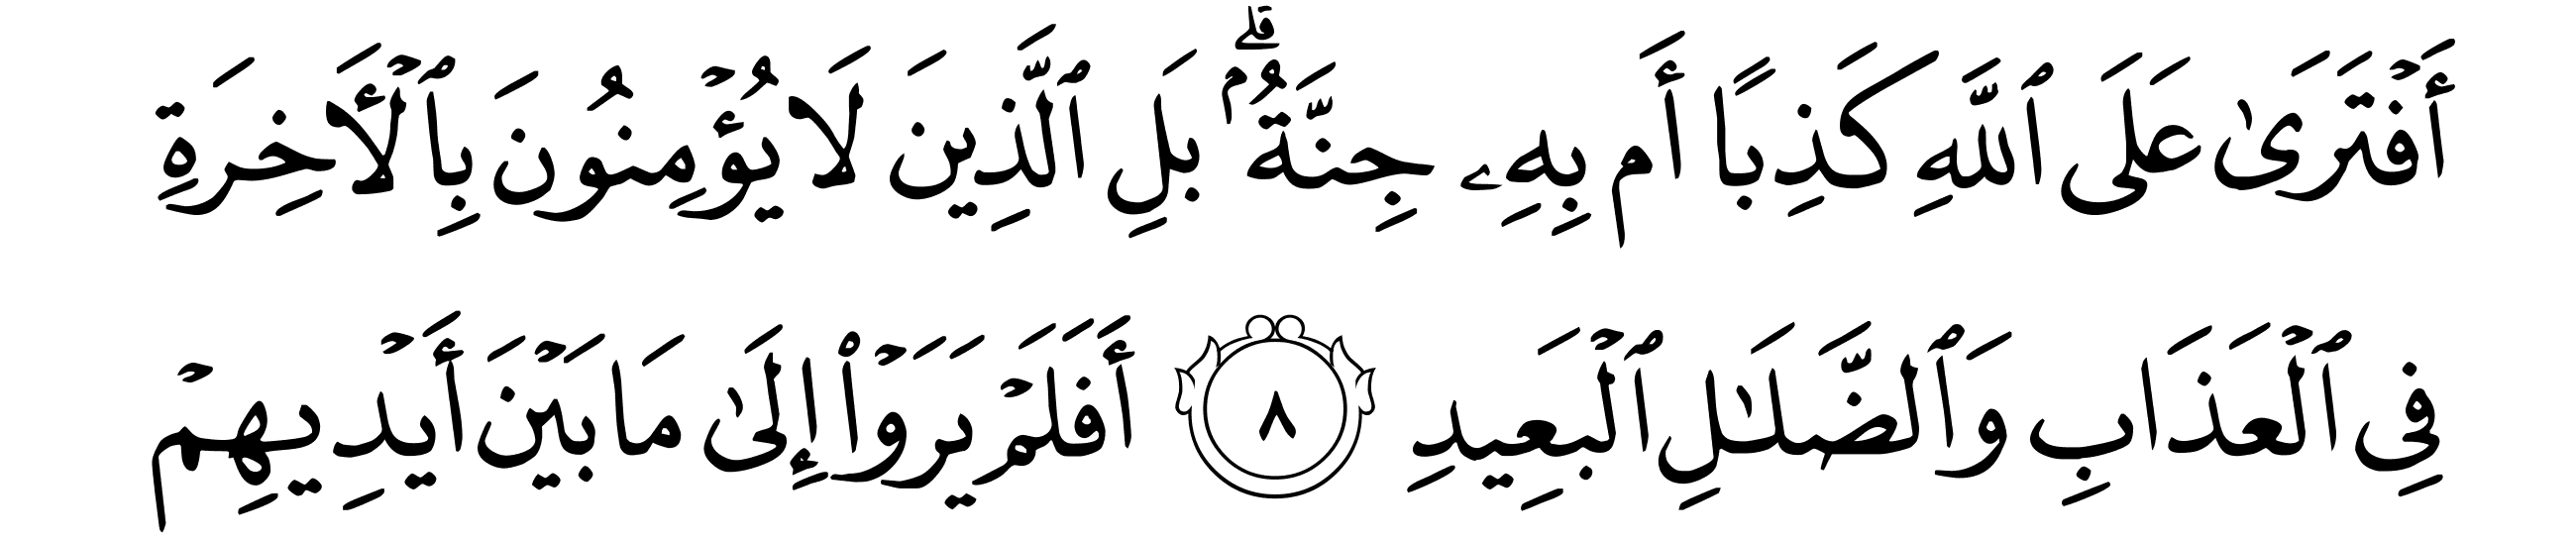 أَفْتَرَىٰ عَلَى ٱللَّهِ كَذِبًا أَم بِهِۦ جِنَّةٌۢ ۗ بَلِ ٱلَّذِينَ لَا يُؤْمِنُونَ بِٱلْأَخِرَةِ
فِى ٱلْعَذَابِ وَٱلضَّلَـٰلِ ٱلْبَعِيدِ ٨ أَفَلَمْ يَرَوْا۟ إِلَىٰ مَا بَيْنَ أَيْدِيهِمْ